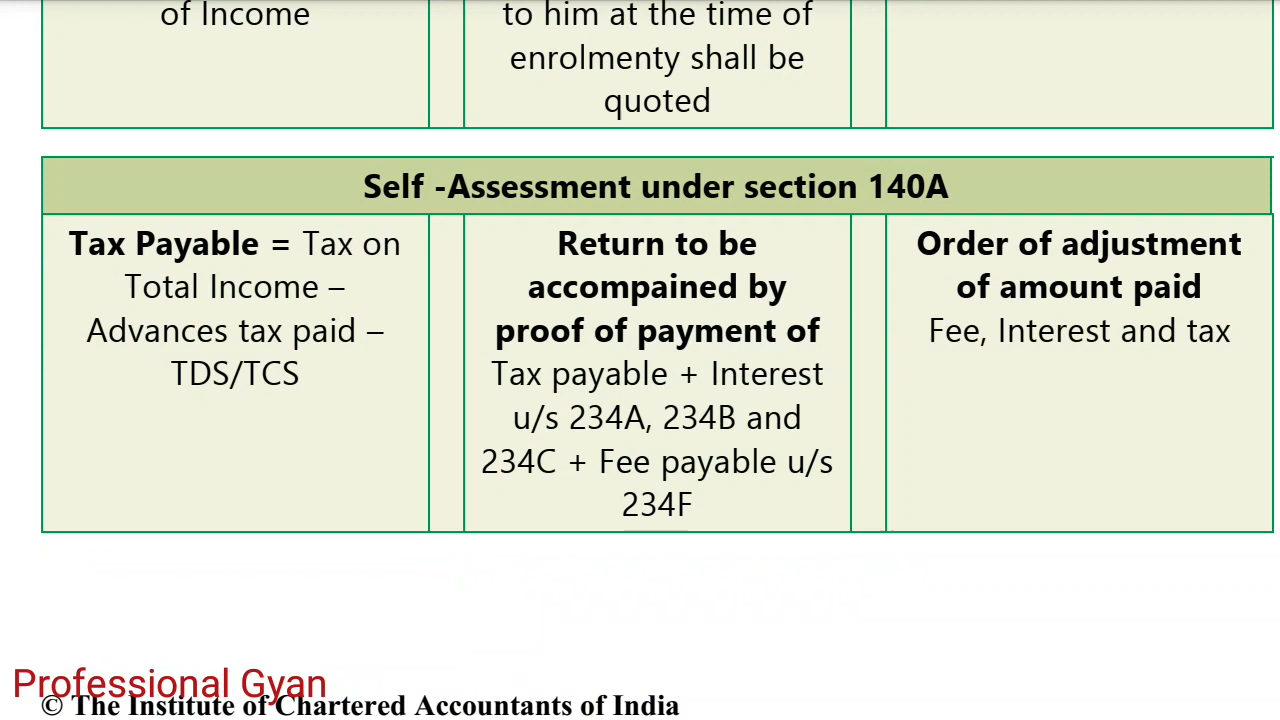 of Income
to him at the time of
enrolmenty shall be
quoted
Self -Assessment under section 140A
Tax Payable = Tax on
Total Income –
Advances tax paid –
TDS/TCS
Return to be
accompained by
proof of payment of
Tax payable + Interest
u/s 234A, 234B and
234C + Fee payable u/s
234F
Order of adjustment
of amount paid
Fee, Interest and tax
Professional Gyan
© The Institute of Chartered Accountants of India